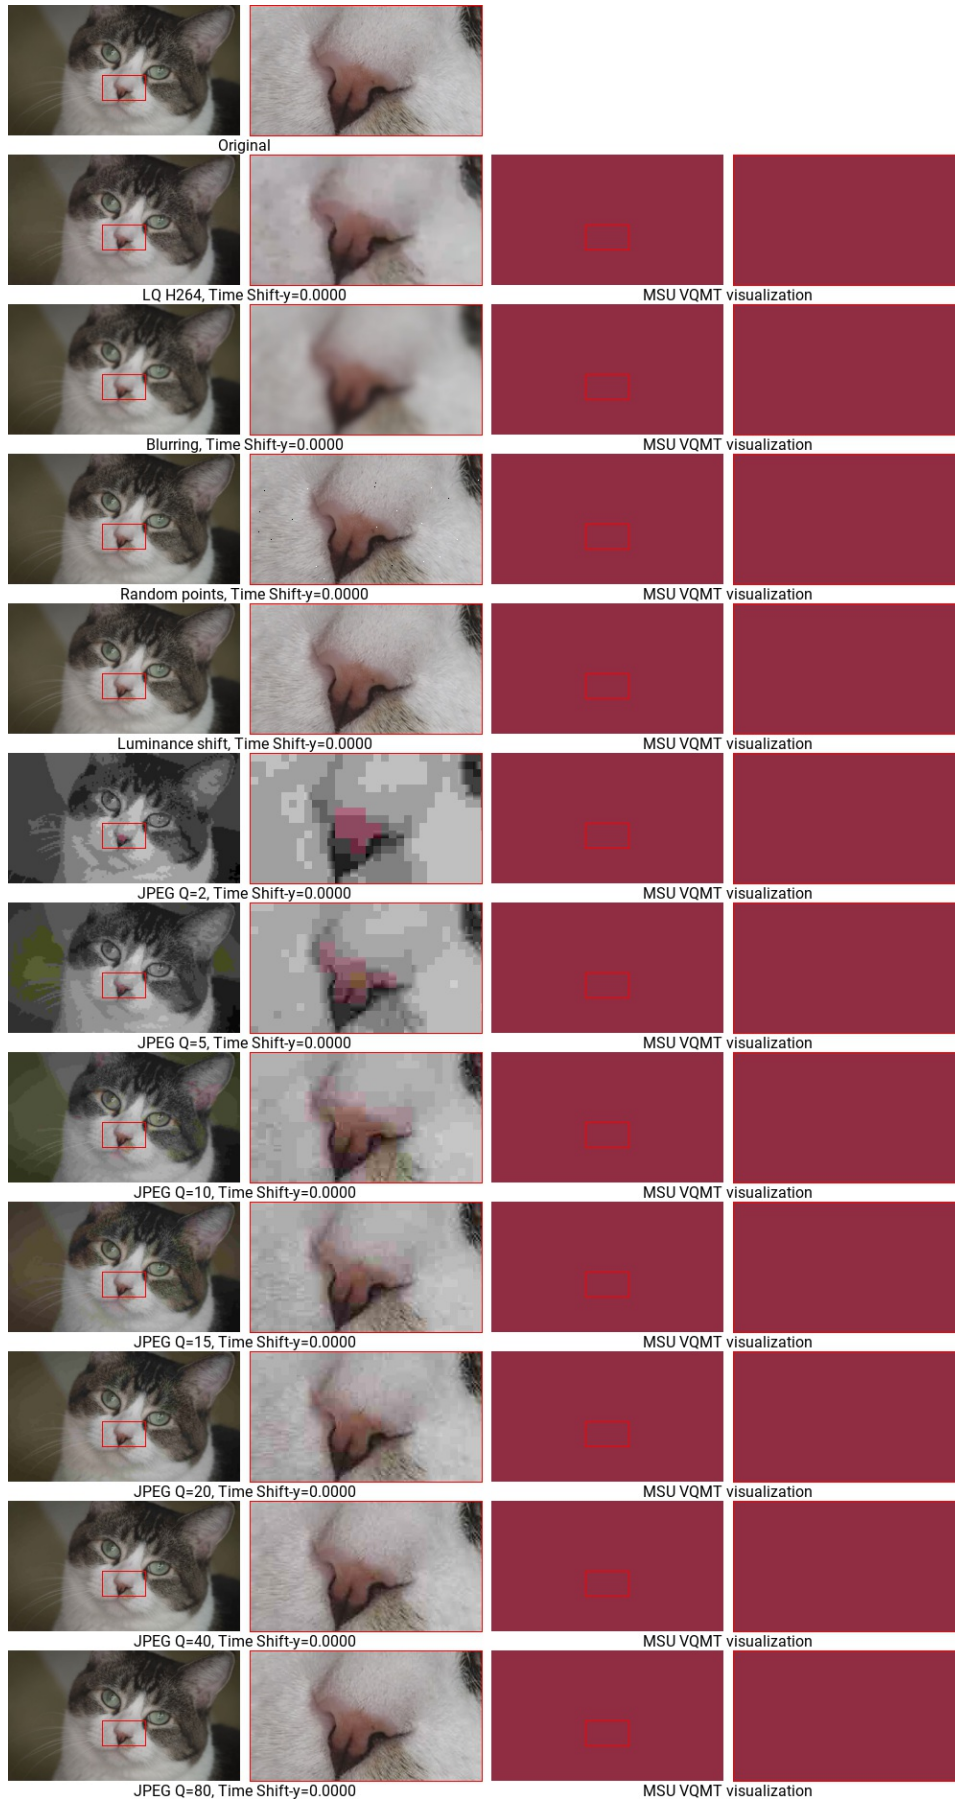 Original
LQ H264, Time Shift-y=0.0000
MSU VQMT visualization
Blurring, Time Shift-y=0.0000
MSU VQMT visualization
Random points, Time Shift-y=0.0000
MSU VQMT visualization
Luminance shift, Time Shift-y=0.0000
MSU VQMT visualization
JPEG Q=2, Time Shift-y=0.0000
MSU VQMT visualization
JPEG Q=5, Time Shift-y=0.0000
MSU VQMT visualization
JPEG Q=10, Time Shift-y=0.0000
MSU VQMT visualization
JPEG Q=15, Time Shift-y=0.0000
MSU VQMT visualization
JPEG Q=20, Time Shift-y=0.0000
MSU VQMT visualization
JPEG Q=40, Time Shift-y=0.0000
MSU VQMT visualization
JPEG Q=80, Time Shift-y=0.0000
MSU VQMT visualization